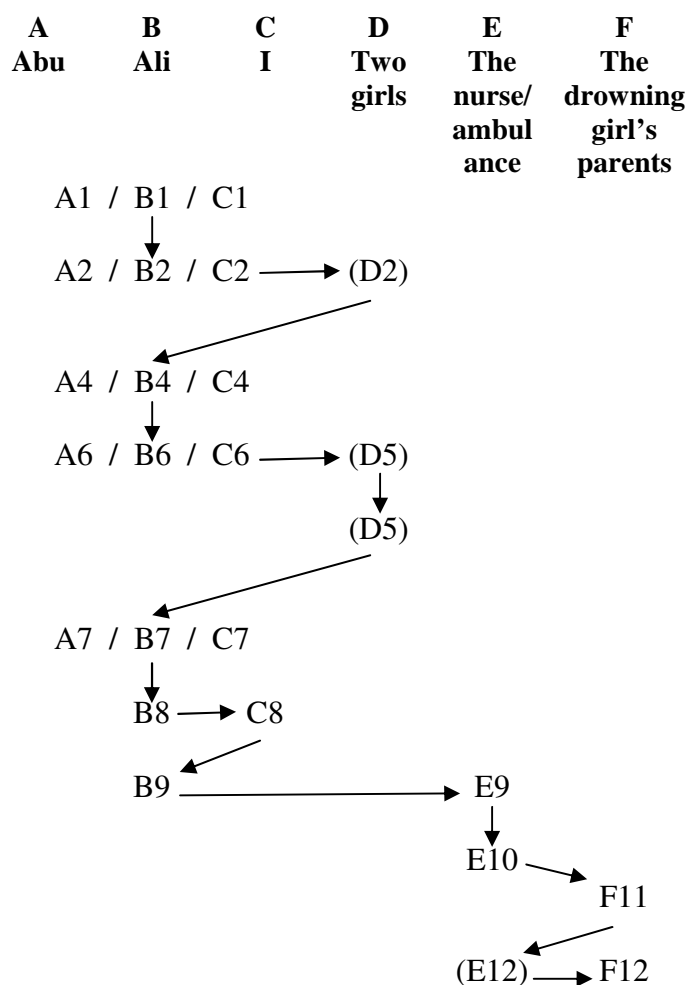 A B C D E F
Abu Ali I Two The The
girls nurse/ drowning
ambul girl's
ance parents
A1 / B1 / C1
A2 / B2 / C2 (D2)
A4 / B4 / C4
A6 / B6 / C6 (D5)
(D5)
A7 / B7 / C7
B8 C8
B9 E9
E10
F11
(E12) F12